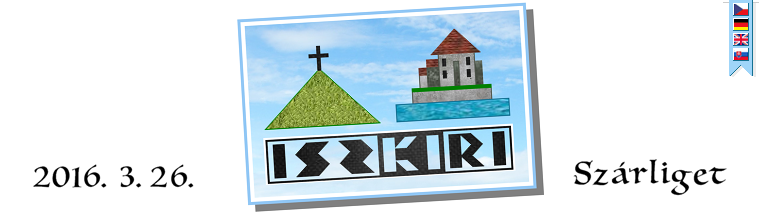 ISZKIRI
2016. 3. 26.
Szárliget